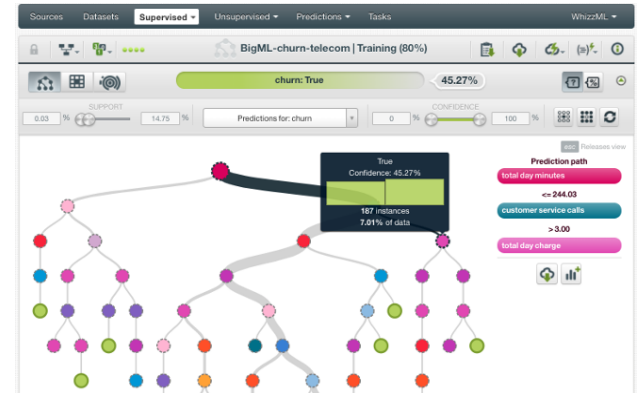 Sources Datasets Supervised Unsupervised Predictions Tasks WhizzML
BigML-churn-telecom | Training (80%)
churn: True 45.27%
SUPPORT CONFIDENCE
0.03 % 14.75 % Predictions for: churn 0 % 100 %
esc Releases view
True
Confidence: 45.27%
187 instances
7.01% of data
Prediction path
total day minutes
<= 244.03
customer service calls
> 3.00
total day charge